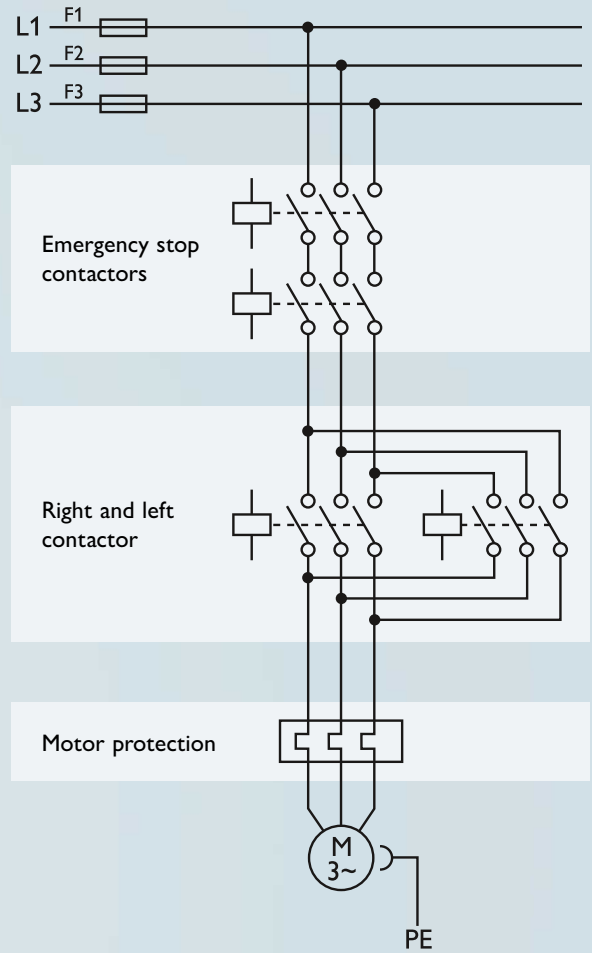 L1 F1
L2 F2
L3 F3
Emergency stop
contactors
Right and left
contactor
Motor protection
M
3~
PE